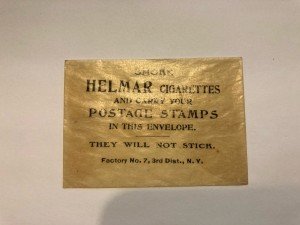 SMOKE
HELMAR CIGARETTES
AND CARRY YOUR
POSTAGE STAMPS
IN THIS ENVELOPE.
THEY WILL NOT STICK.
Factory No. 7, 3rd Dist., N. Y.